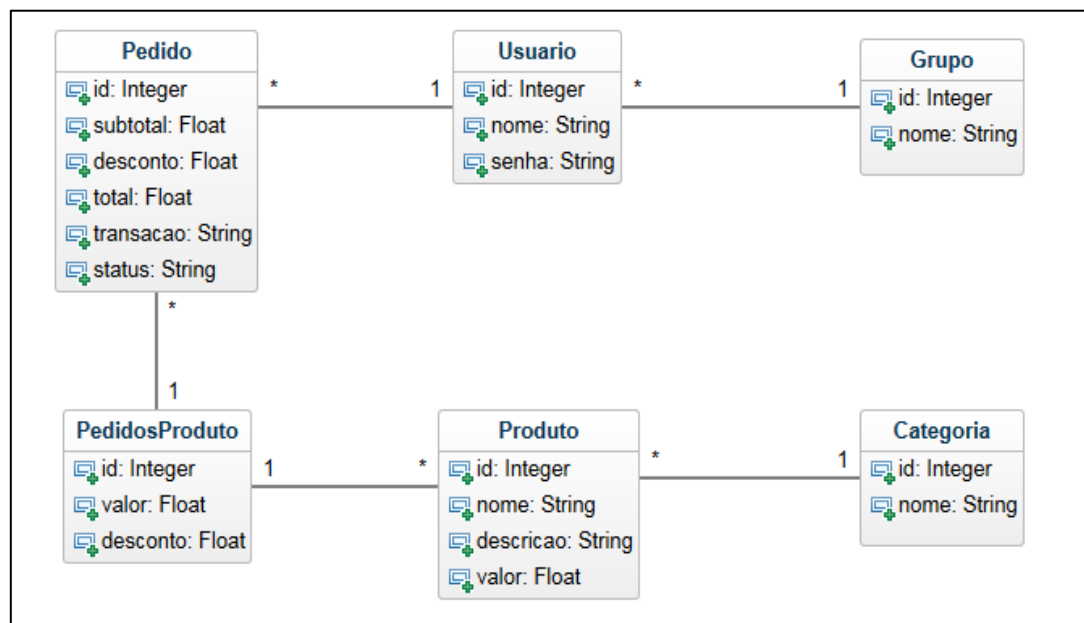 Pedido
id: Integer
subtotal: Float
desconto: Float
total: Float
transacao: String
status: String
* 1
Usuario
id: Integer
nome: String
senha: String
* 1
Grupo
id: Integer
nome: String
*
1
PedidosProduto
id: Integer
valor: Float
desconto: Float
1 *
Produto
id: Integer
nome: String
descricao: String
valor: Float
* 1
Categoria
id: Integer
nome: String